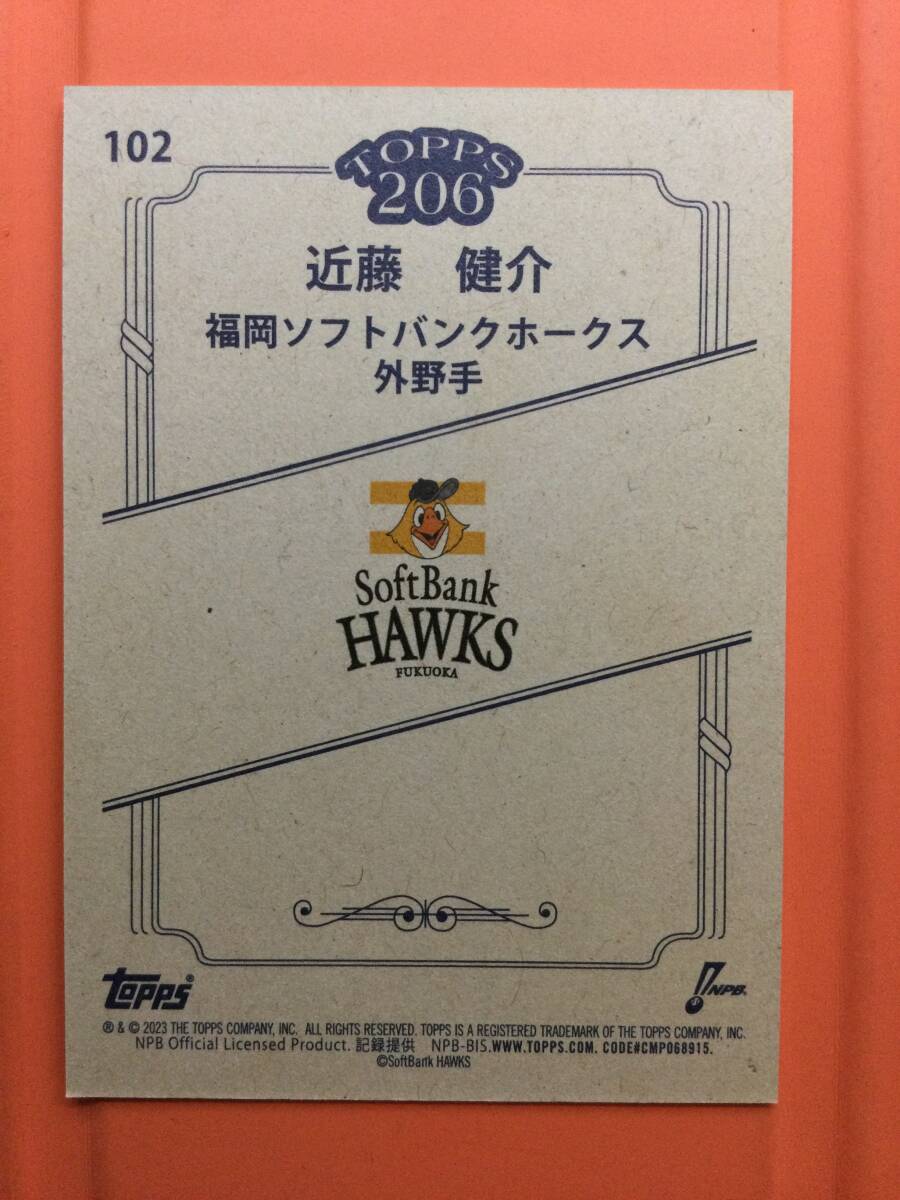 102
TOPPS
206
近藤　健介
福岡ソフトバンクホークス
外野手
SoftBank
HAWKS
FUKUOKA
topps®
NPB®
® & © 2023 THE TOPPS COMPANY, INC. ALL RIGHTS RESERVED. TOPPS IS A REGISTERED TRADEMARK OF THE TOPPS COMPANY, INC.
NPB Official Licensed Product. 記録提供 NPB-BIS.WWW.TOPPS.COM. CODE#CMP068915.
©SoftBank HAWKS